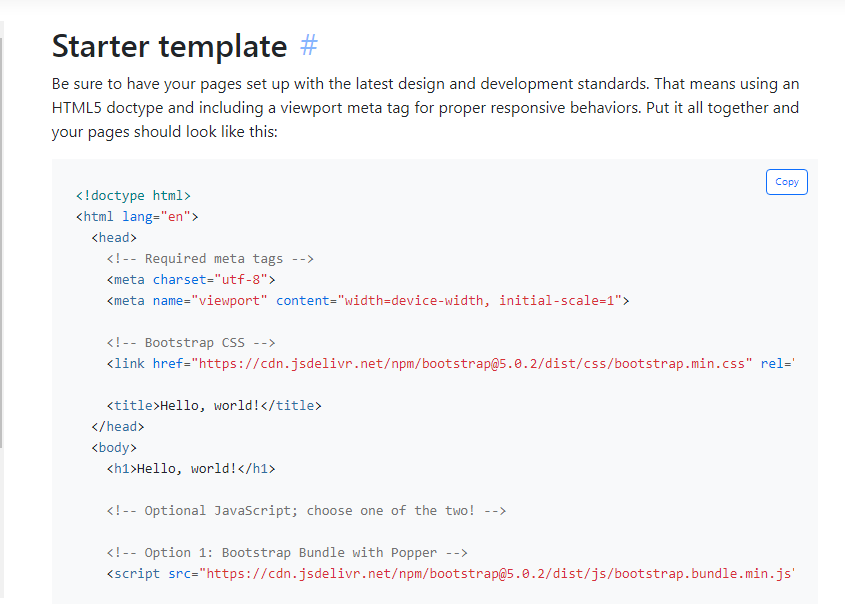 Starter template #
Be sure to have your pages set up with the latest design and development standards. That means using an
HTML5 doctype and including a viewport meta tag for proper responsive behaviors. Put it all together and
your pages should look like this:
Copy
<!doctype html>
<html lang="en">
  <head>
    <!-- Required meta tags -->
    <meta charset="utf-8">
    <meta name="viewport" content="width=device-width, initial-scale=1">

    <!-- Bootstrap CSS -->
    <link href="https://cdn.jsdelivr.net/npm/bootstrap@5.0.2/dist/css/bootstrap.min.css" rel="

    <title>Hello, world!</title>
  </head>
  <body>
    <h1>Hello, world!</h1>

    <!-- Optional JavaScript; choose one of the two! -->

    <!-- Option 1: Bootstrap Bundle with Popper -->
    <script src="https://cdn.jsdelivr.net/npm/bootstrap@5.0.2/dist/js/bootstrap.bundle.min.js"